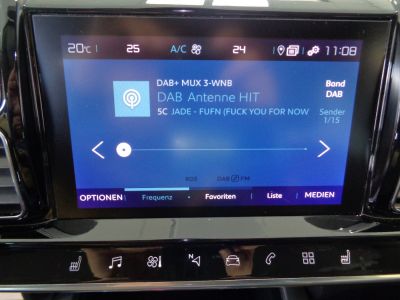 20°C 25 A/C 24 11:08
DAB+ MUX 3-WNB
Band
DAB Antenne HIT
DAB
5C JADE - FUFN (FUCK YOU FOR NOW
Sender
1/15
RDS DAB FM
OPTIONEN Frequenz Favoriten Liste MEDIEN
N